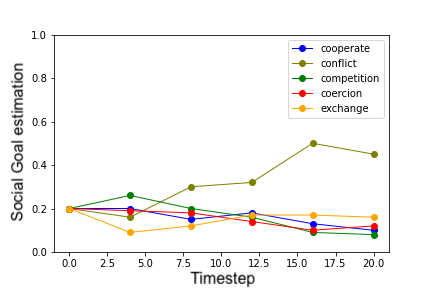 1.0
0.8
0.6
0.4
0.2
0.0
Social Goal estimation
cooperate
conflict
competition
coercion
exchange
0.0 2.5 5.0 7.5 10.0 12.5 15.0 17.5 20.0
Timestep